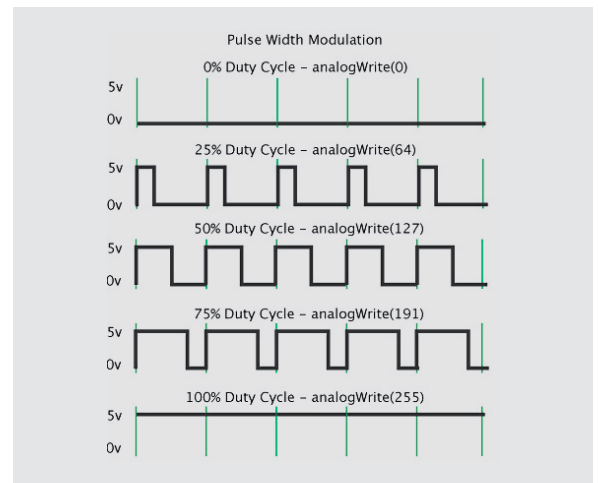 Pulse Width Modulation
0% Duty Cycle – analogWrite(0)
5v
0v
25% Duty Cycle – analogWrite(64)
5v
0v
50% Duty Cycle – analogWrite(127)
5v
0v
75% Duty Cycle – analogWrite(191)
5v
0v
100% Duty Cycle – analogWrite(255)
5v
0v